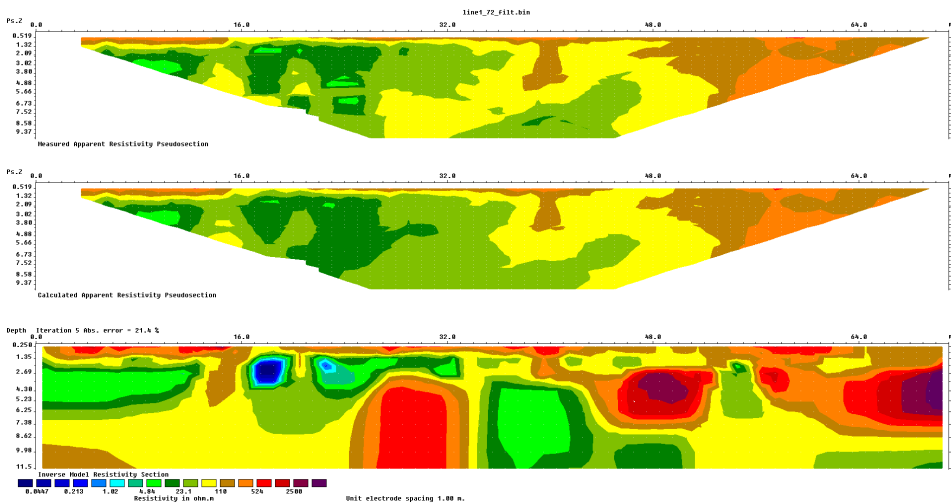 line1_72_filt.bin
Ps.Z
0.0 16.0 32.0 48.0 64.0 m
0.519
1.32
2.09
3.02
3.80
4.88
5.66
6.73
7.52
8.58
9.37
Measured Apparent Resistivity Pseudosection
Ps.Z
0.0 16.0 32.0 48.0 64.0 m
0.519
1.32
2.09
3.02
3.80
4.88
5.66
6.73
7.52
8.58
9.37
Calculated Apparent Resistivity Pseudosection
Depth Iteration 5 Abs. error = 21.4 %
0.0 16.0 32.0 48.0 64.0 m
0.250
1.35
2.69
4.30
5.23
6.25
7.38
8.62
9.98
11.5
Inverse Model Resistivity Section
0.0447 0.213 1.02 4.84 23.1 110 524 2500
Resistivity in ohm.m Unit electrode spacing 1.00 m.